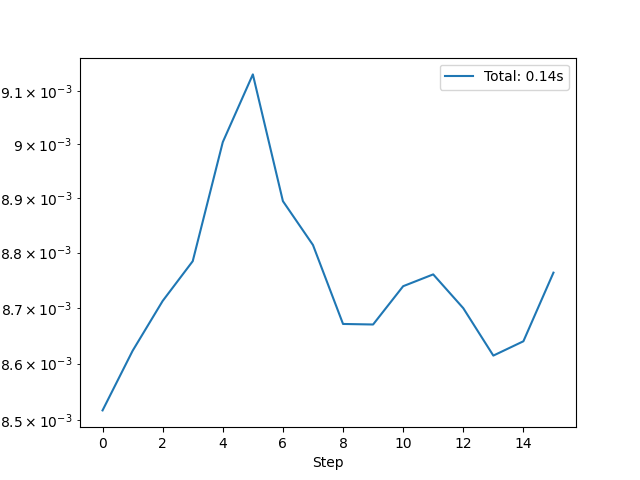 Total: 0.14s
9.1 × 10⁻³
9 × 10⁻³
8.9 × 10⁻³
8.8 × 10⁻³
8.7 × 10⁻³
8.6 × 10⁻³
8.5 × 10⁻³
0 2 4 6 8 10 12 14
Step